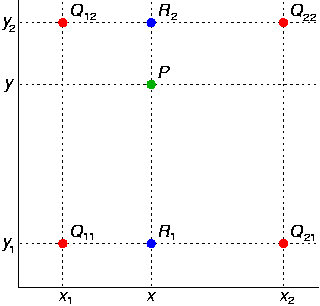 Q₁₂ R₂ Q₂₂
y₂
P
y
Q₁₁ R₁ Q₂₁
y₁
x₁ x x₂